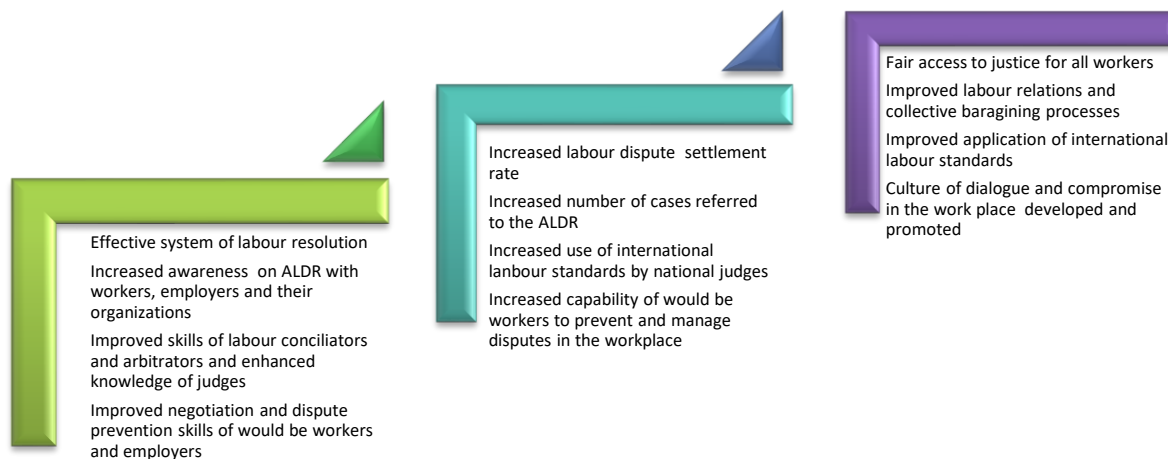 Effective system of labour resolution
Increased awareness on ALDR with
workers, employers and their
organizations
Improved skills of labour conciliators
and arbitrators and enhanced
knowledge of judges
Improved negotiation and dispute
prevention skills of would be workers
and employers
Increased labour dispute settlement
rate
Increased number of cases referred
to the ALDR
Increased use of international
lanbour standards by national judges
Increased capability of would be
workers to prevent and manage
disputes in the workplace
Fair access to justice for all workers
Improved labour relations and
collective baragining processes
Improved application of international
labour standards
Culture of dialogue and compromise
in the work place developed and
promoted